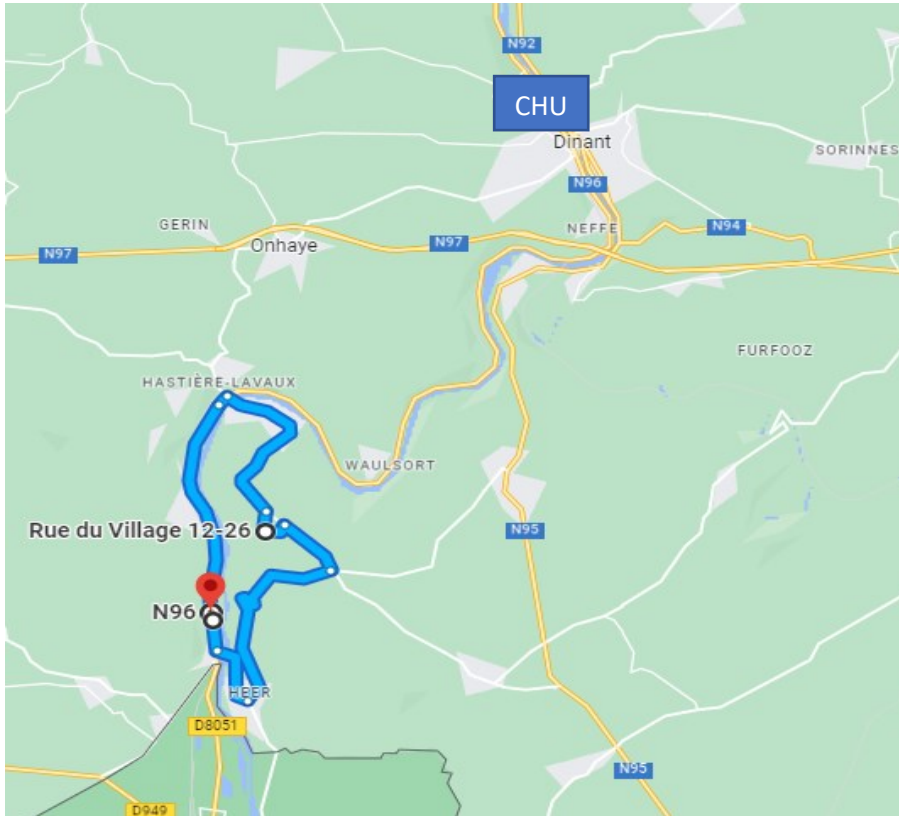 N92
CHU
Dinant
SORINNES
N96
GERIN
NEFFE
N94
Onhaye
N97
N97
FURFOOZ
HASTIÈRE-LAVAUX
WAULSORT
Rue du Village 12-26
N95
N96
HEER
D8051
N95
D949